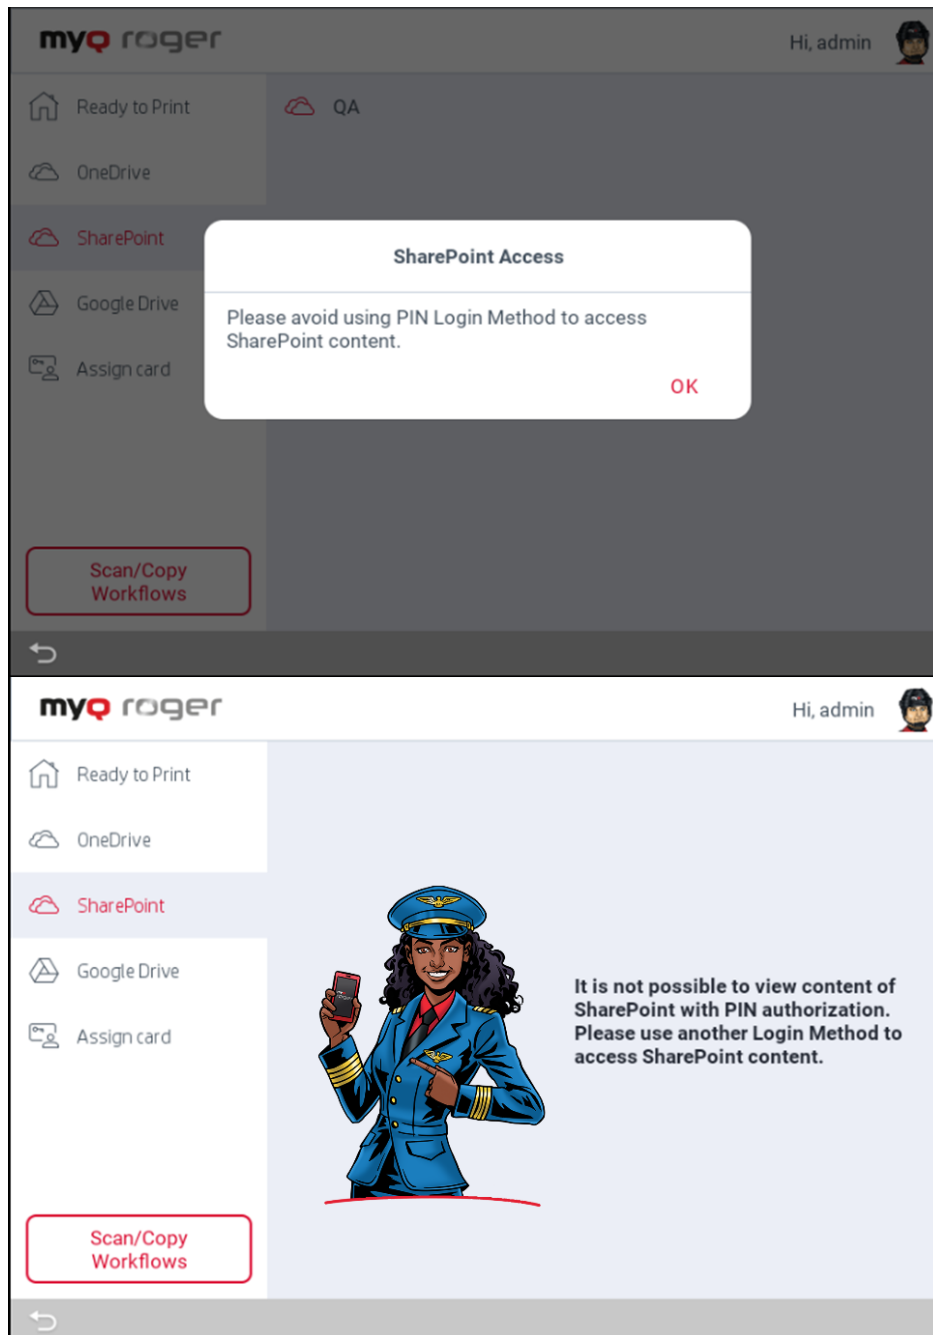 myQ roger
Hi, admin
Ready to Print
QA
OneDrive
SharePoint
SharePoint Access
Google Drive
Please avoid using PIN Login Method to access
SharePoint content.
Assign card
OK
Scan/Copy
Workflows
myQ roger
Hi, admin
Ready to Print
OneDrive
SharePoint
Google Drive
Assign card
It is not possible to view content of
SharePoint with PIN authorization.
Please use another Login Method to
access SharePoint content.
Scan/Copy
Workflows